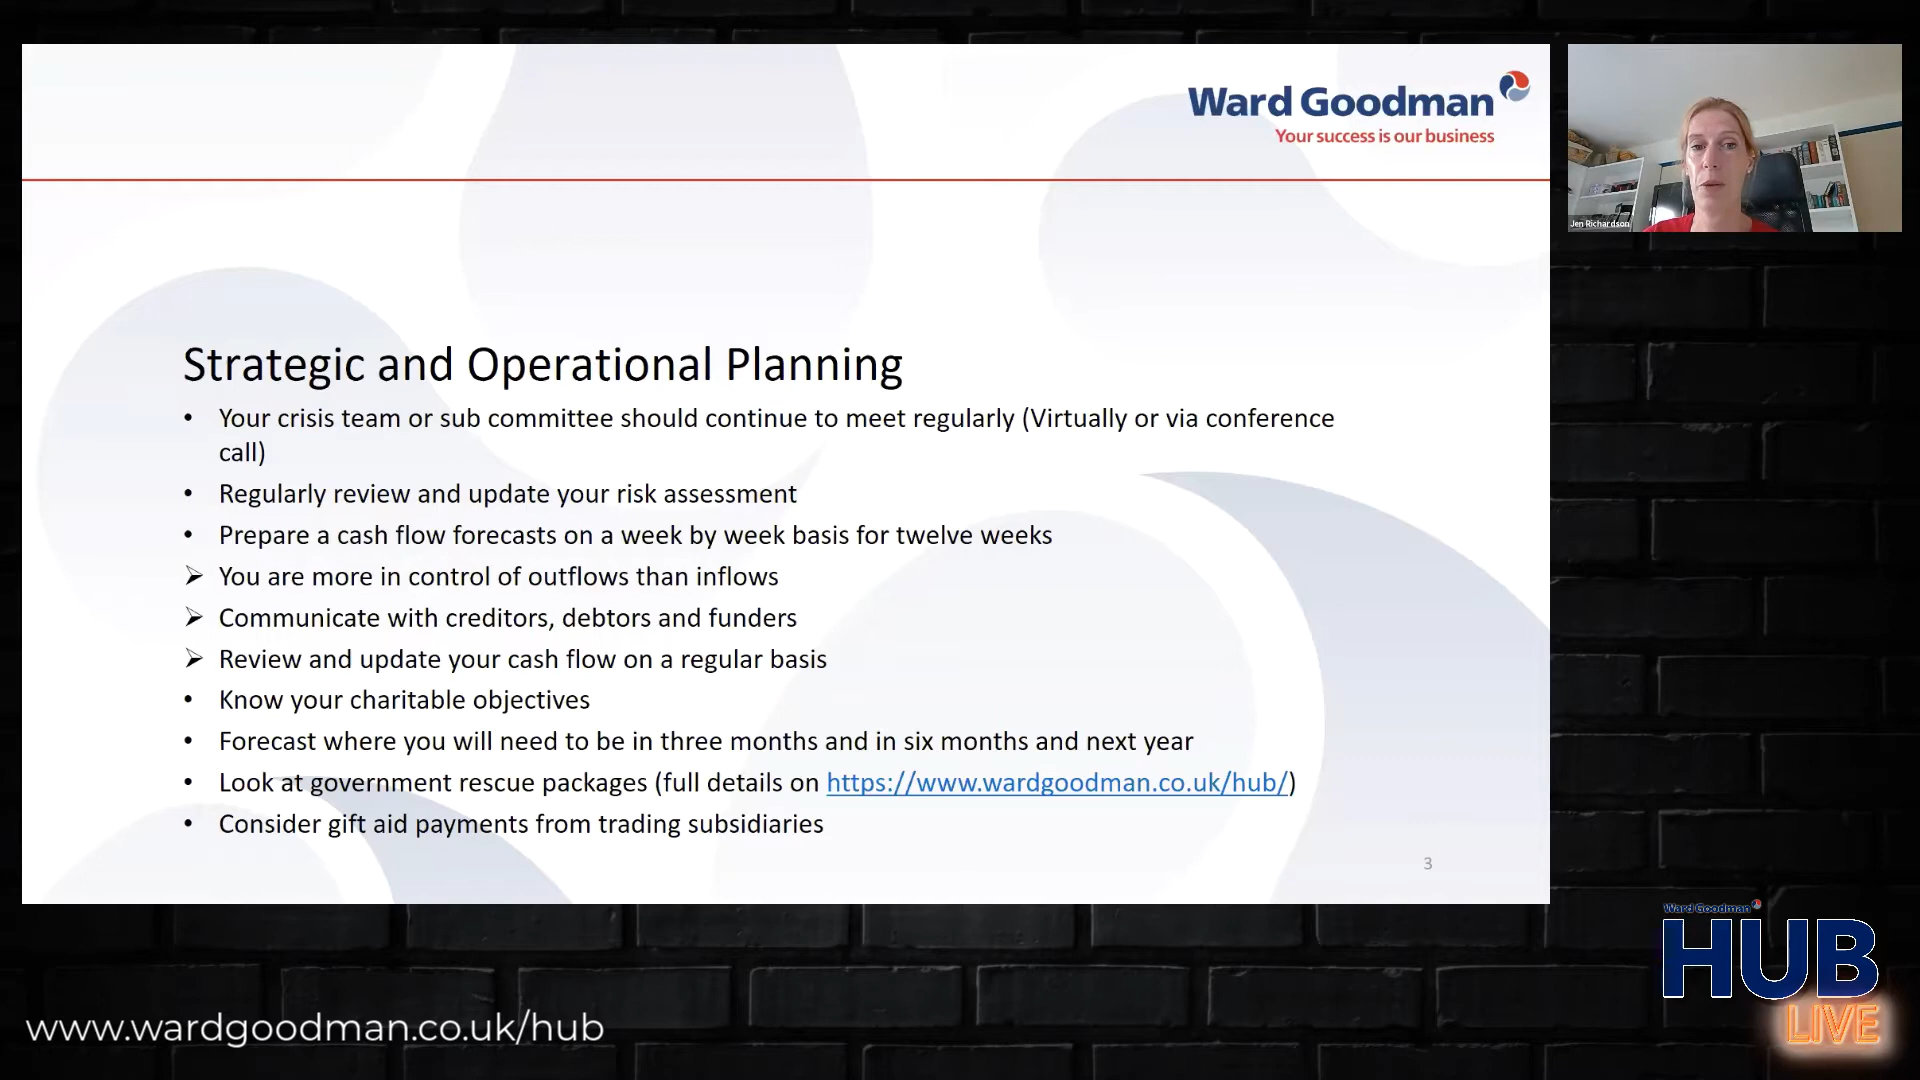 Ward Goodman
Your success is our business
Jen Richardson
Strategic and Operational Planning
• Your crisis team or sub committee should continue to meet regularly (Virtually or via conference
call)
• Regularly review and update your risk assessment
• Prepare a cash flow forecasts on a week by week basis for twelve weeks
➢ You are more in control of outflows than inflows
➢ Communicate with creditors, debtors and funders
➢ Review and update your cash flow on a regular basis
• Know your charitable objectives
• Forecast where you will need to be in three months and in six months and next year
• Look at government rescue packages (full details on https://www.wardgoodman.co.uk/hub/)
• Consider gift aid payments from trading subsidiaries
3
Ward Goodman
HUB
LIVE
www.wardgoodman.co.uk/hub